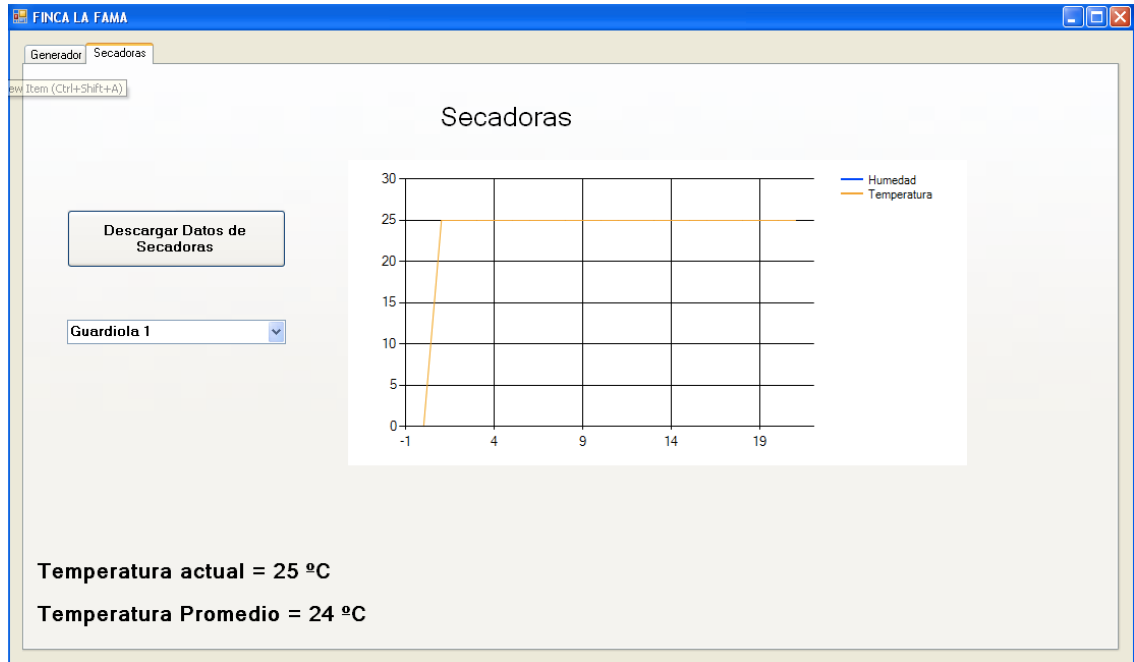 FINCA LA FAMA
Generador
Secadoras
ew Item (Ctrl+Shift+A)
Secadoras
Descargar Datos de
Secadoras
Guardiola 1
30
25
20
15
10
5
0
-1
4
9
14
19
Humedad
Temperatura
Temperatura actual = 25 ºC
Temperatura Promedio = 24 ºC